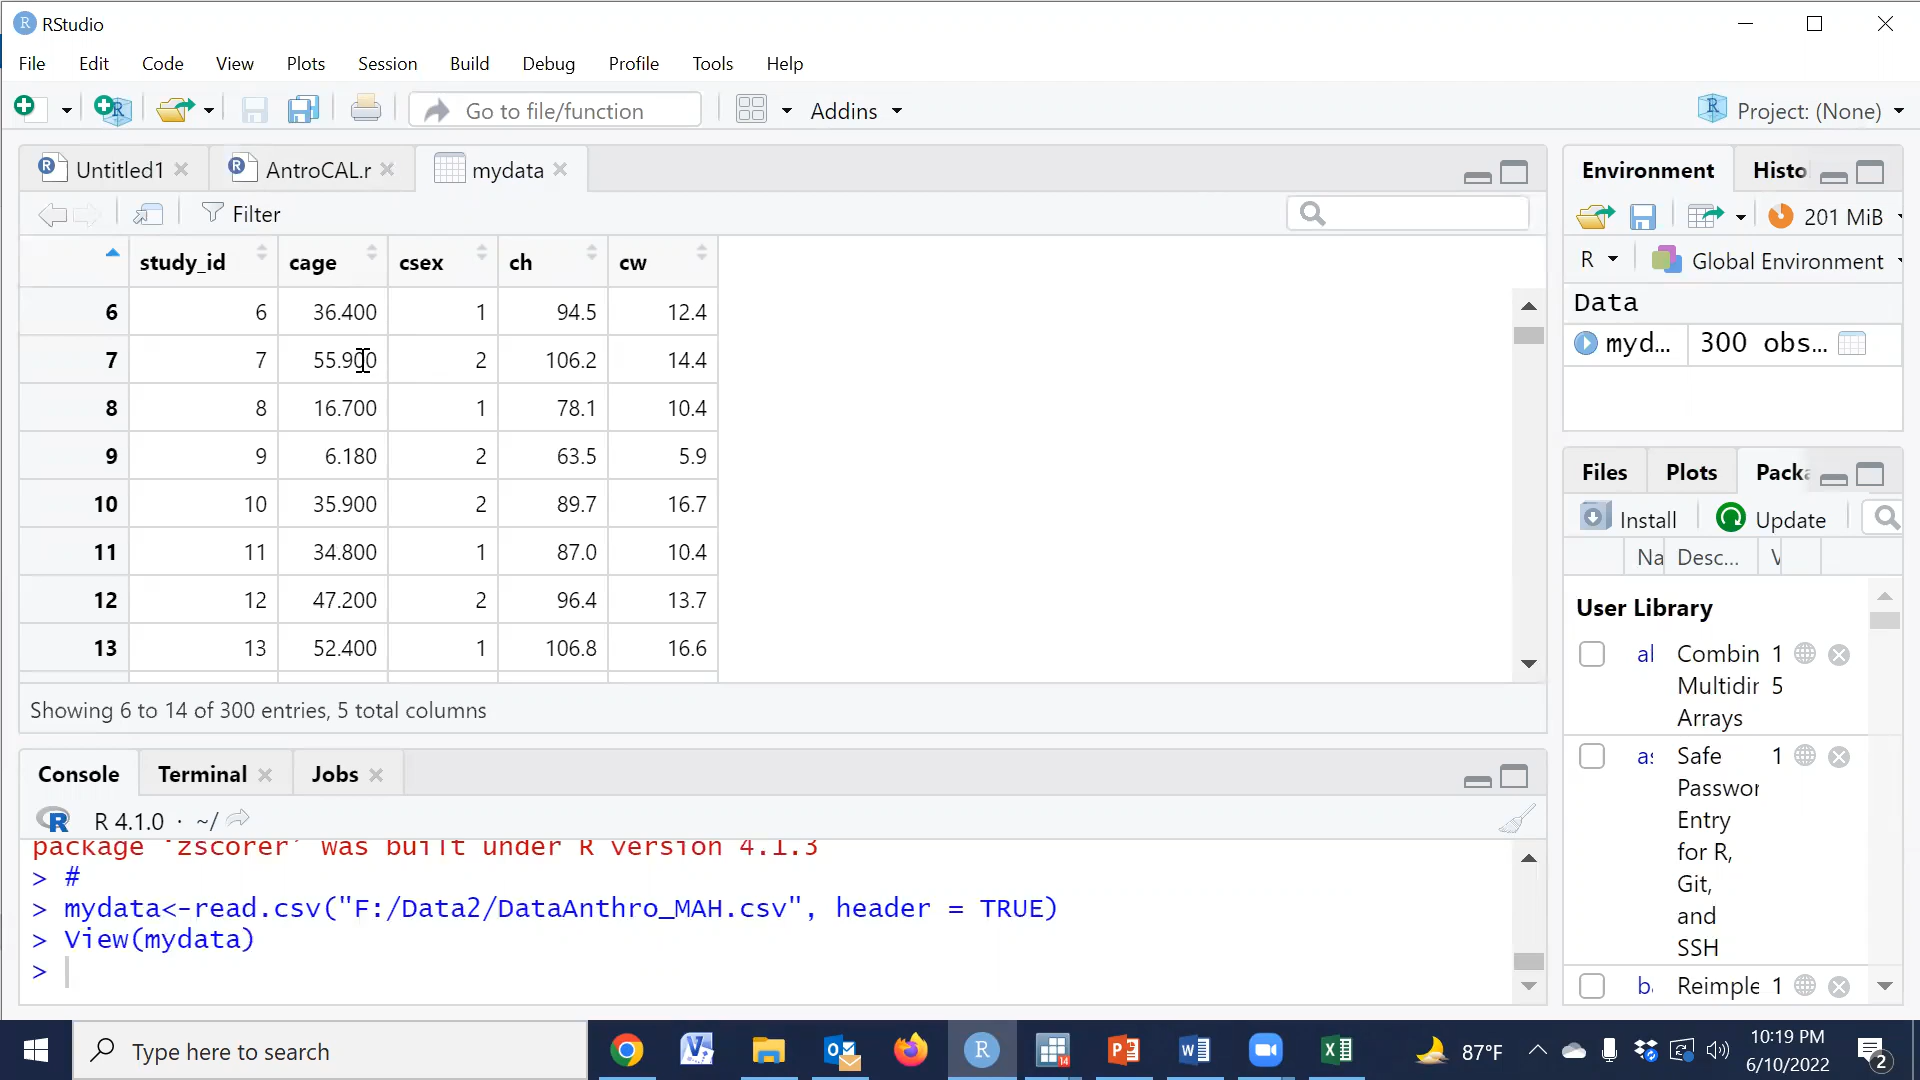 RStudio
File Edit Code View Plots Session Build Debug Profile Tools Help
Go to file/function Addins Project: (None)
Untitled1 AntroCAL.r mydata
Filter
study_id cage csex ch cw
6 6 36.400 1 94.5 12.4
7 7 55.900 2 106.2 14.4
8 8 16.700 1 78.1 10.4
9 9 6.180 2 63.5 5.9
10 10 35.900 2 89.7 16.7
11 11 34.800 1 87.0 10.4
12 12 47.200 2 96.4 13.7
13 13 52.400 1 106.8 16.6
Showing 6 to 14 of 300 entries, 5 total columns
Console Terminal Jobs
R 4.1.0 · ~/
package ‘zscorer’ was built under R version 4.1.3
> #
> mydata<-read.csv("F:/Data2/DataAnthro_MAH.csv", header = TRUE)
> View(mydata)
>
Environment Histo
201 MiB
R Global Environment
Data
myd... 300 obs...
Files Plots Packa
Install Update
Na Desc... V
User Library
al Combin 1
Multidir 5
Arrays
as Safe 1
Passwor
Entry
for R,
Git,
and
SSH
ba Reimple 1
Type here to search
14
87°F
10:19 PM
6/10/2022
2